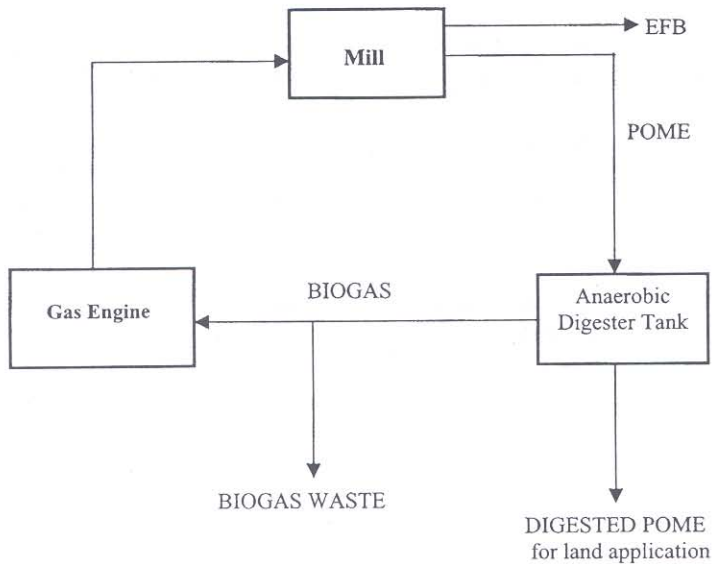 EFB
Mill
POME
Anaerobic
Digester Tank
BIOGAS
Gas Engine
BIOGAS WASTE
DIGESTED POME
for land application